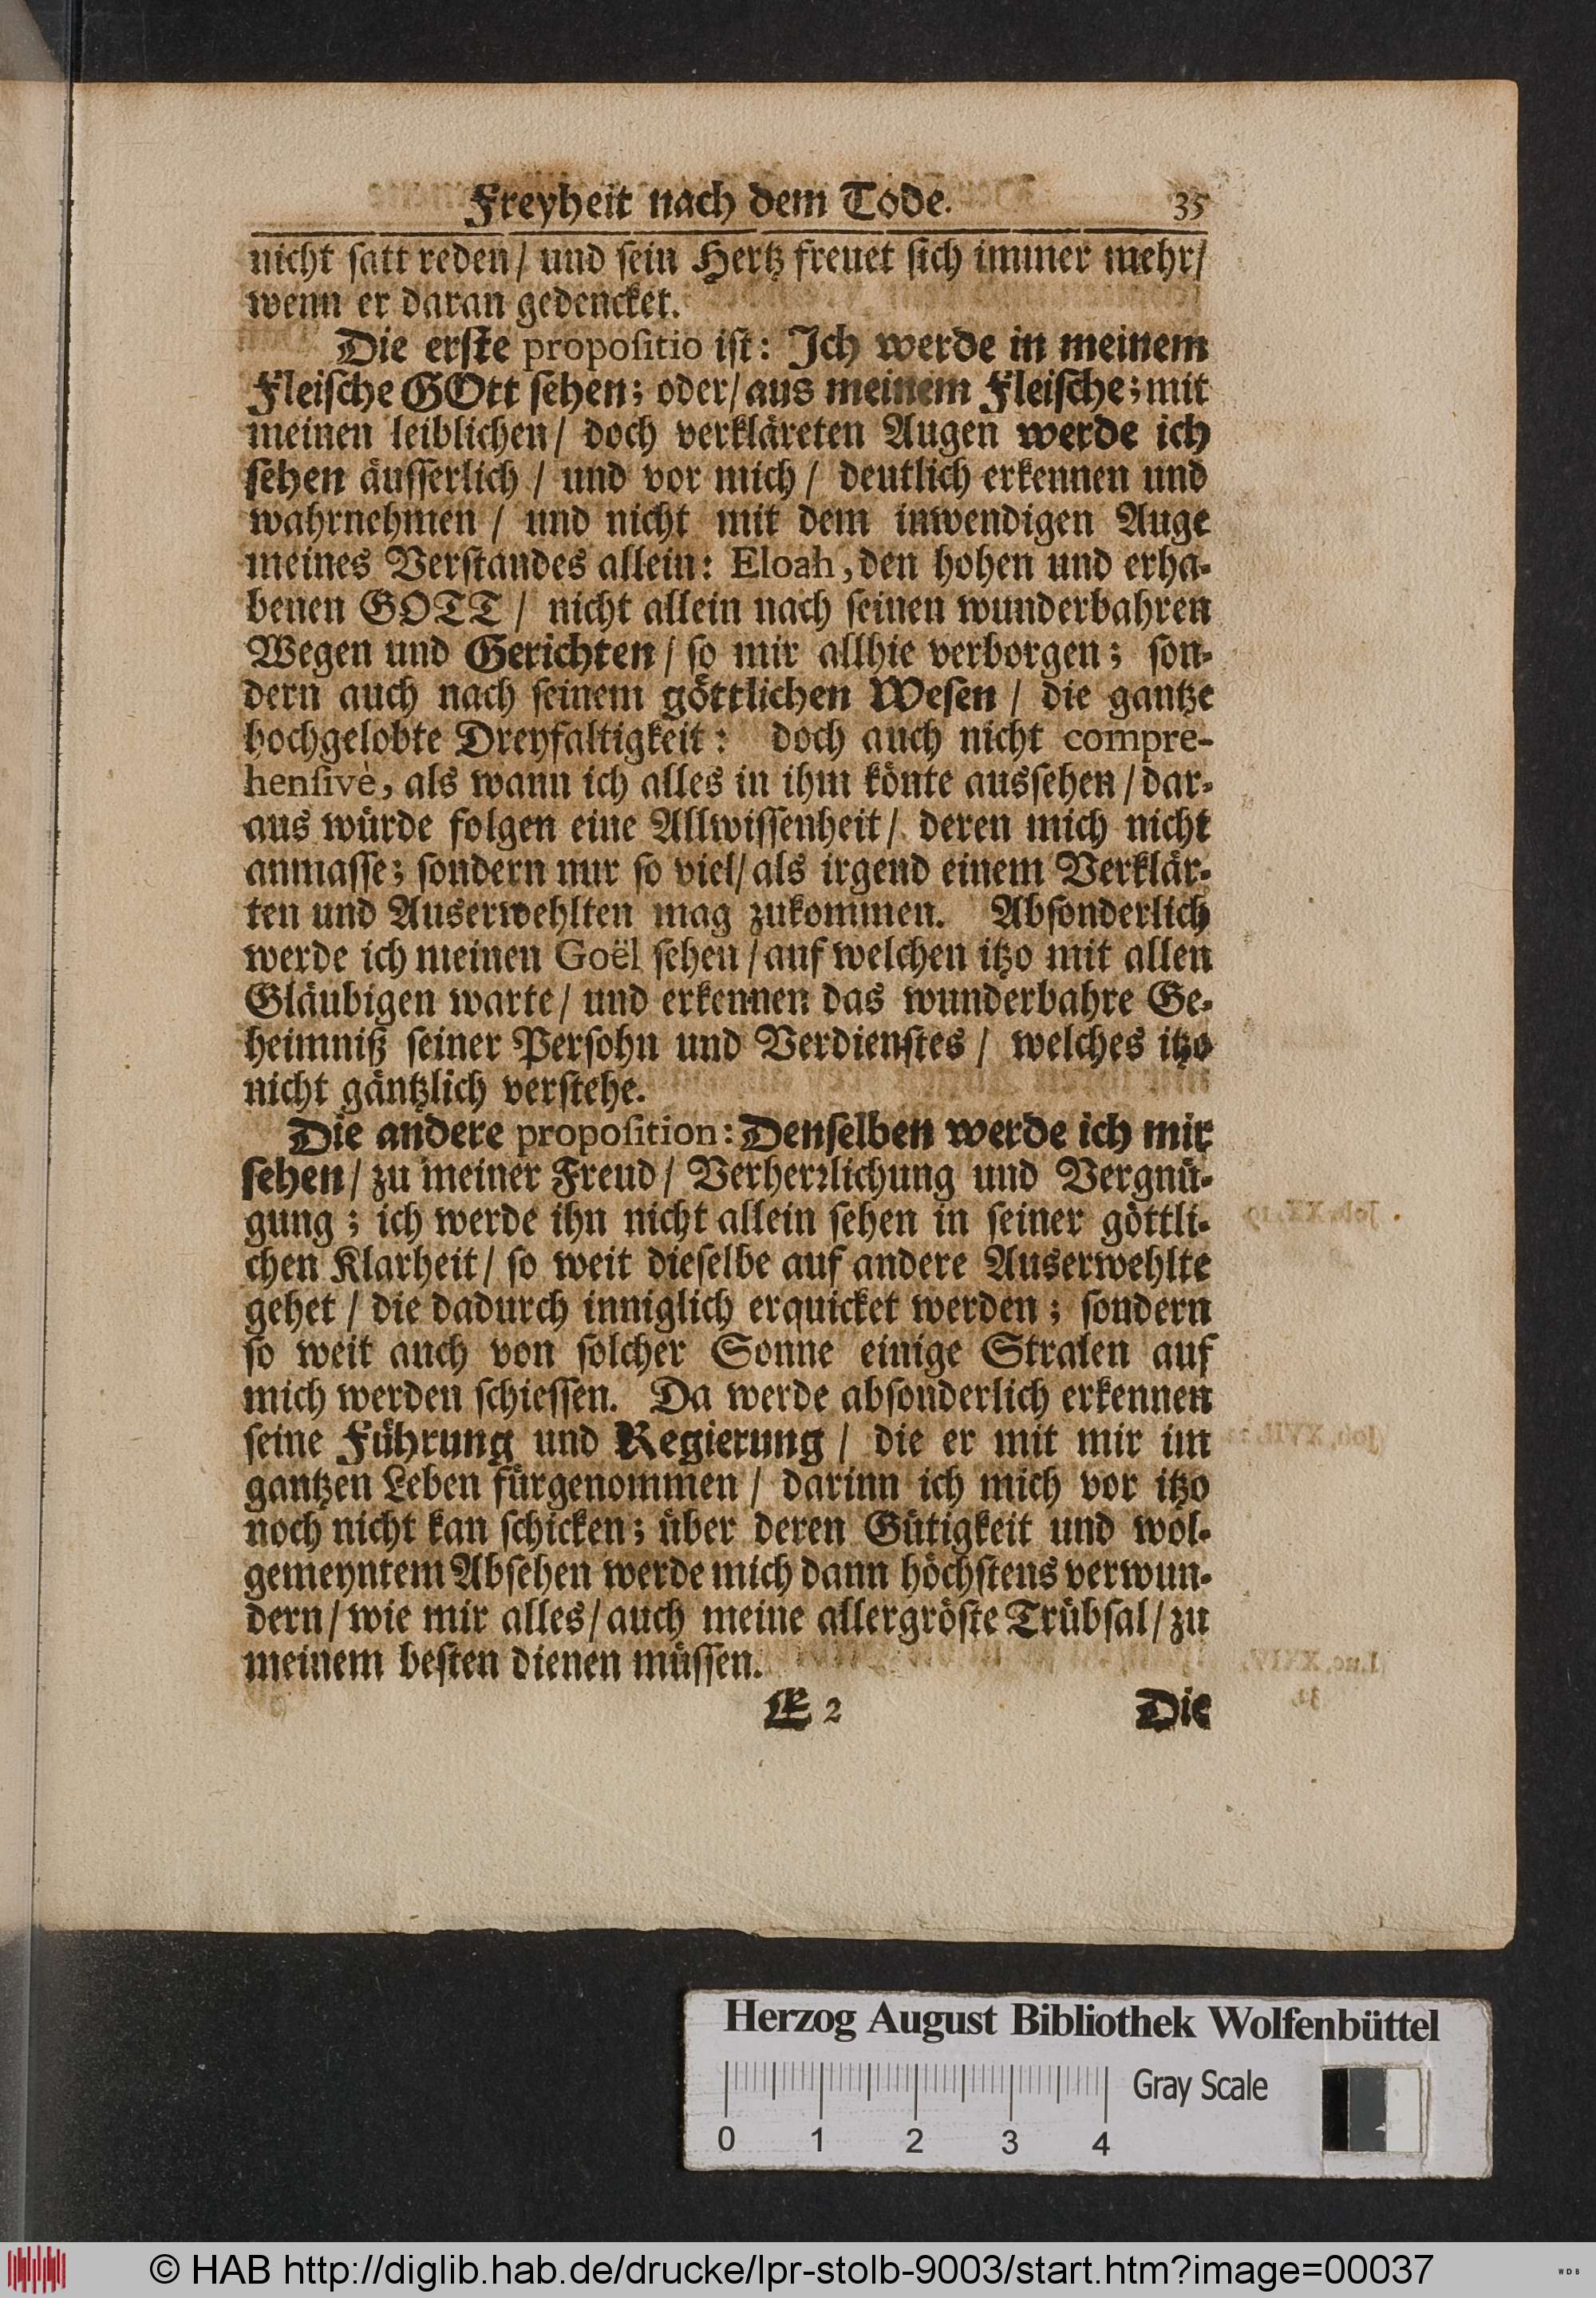 Freyheit nach dem Tode. 35
nicht satt reden / und sein Hertz freuet sich immer mehr /
wenn er daran gedencket.
Die erste propositio ist: Ich werde in meinem
Fleische GOtt sehen; oder / aus meinem Fleische; mit
meinen leiblichen / doch verkläreten Augen werde ich
sehen äusserlich / und vor mich / deutlich erkennen und
wahrnehmen / und nicht mit dem inwendigen Auge
meines Verstandes allein: Eloah, den hohen und erha-
benen GOTT / nicht allein nach seinen wunderbahren
Wegen und Gerichten / so mir allhie verborgen; son-
dern auch nach seinem göttlichen Wesen / die gantze
hochgelobte Dreyfaltigkeit: doch auch nicht compre-
hensivè, als wann ich alles in ihm könte aussehen / dar-
aus würde folgen eine Allwissenheit / deren mich nicht
anmasse; sondern nur so viel / als irgend einem Verklär-
ten und Auserwehlten mag zukommen. Absonderlich
werde ich meinen Goël sehen / auf welchen itzo mit allen
Gläubigen warte / und erkennen das wunderbahre Ge-
heimniß seiner Persohn und Verdienstes / welches itzo
nicht gäntzlich verstehe.
Die andere proposition: Denselben werde ich mir
sehen / zu meiner Freud / Verherrlichung und Vergnü-
gung; ich werde ihn nicht allein sehen in seiner göttli-
chen Klarheit / so weit dieselbe auf andere Auserwehlte
gehet / die dadurch inniglich erquicket werden; sondern
so weit auch von solcher Sonne einige Stralen auf
mich werden schiessen. Da werde absonderlich erkennen
seine Führung und Regierung / die er mit mir im
gantzen Leben fürgenommen / darinn ich mich vor itzo
noch nicht kan schicken; über deren Gütigkeit und wol-
gemeyntem Absehen werde mich dann höchstens verwun-
dern / wie mir alles / auch meine allergröste Trübsal / zu
meinem besten dienen müssen.
E 2 Die
Herzog August Bibliothek Wolfenbüttel
Gray Scale
0 1 2 3 4
© HAB http://diglib.hab.de/drucke/lpr-stolb-9003/start.htm?image=00037
WDB